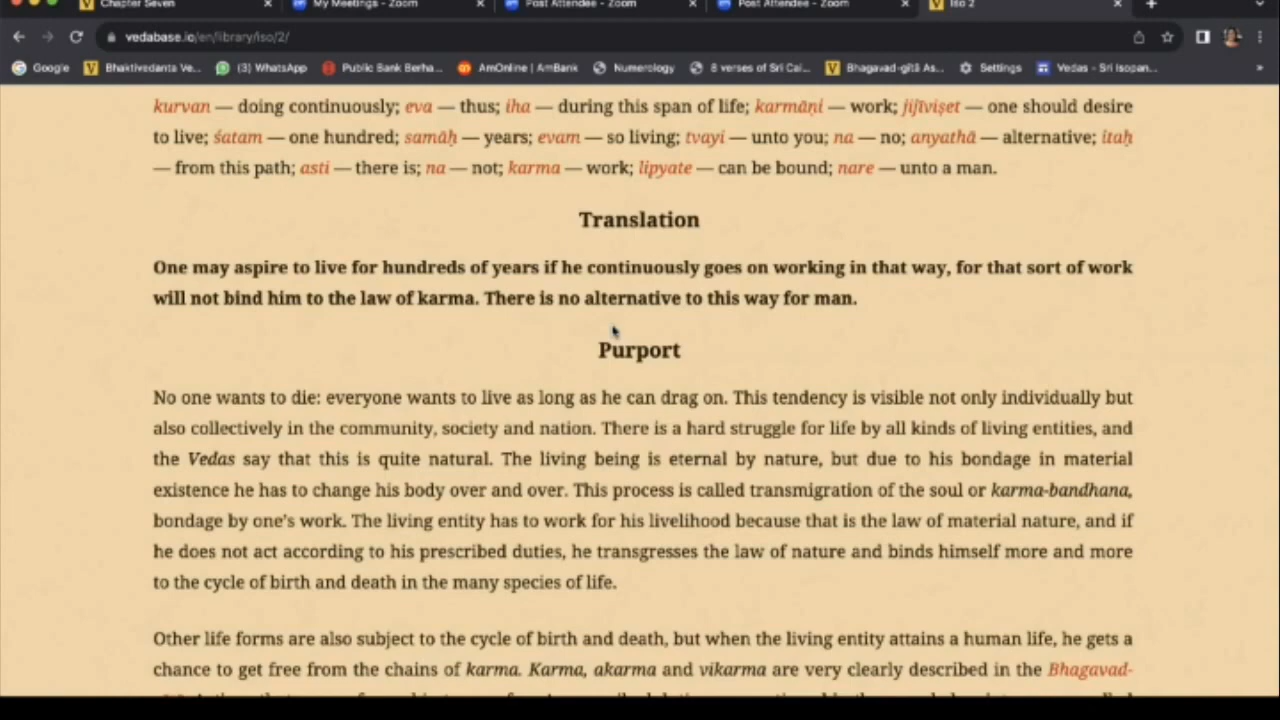 Chapter Seven
My Meetings - Zoom
Post Attendee - Zoom
Post Attendee - Zoom
Iso 2
vedabase.io/en/library/iso/2/
Google
Bhaktivedanta Ve...
(3) WhatsApp
Public Bank Berha...
AmOnline | AmBank
Numerology
8 verses of Sri Cai...
Bhagavad-gītā As...
Settings
Vedas - Sri Isopan...
»
kurvan — doing continuously; eva — thus; iha — during this span of life; karmāṇi — work; jijīviṣet — one should desire
to live; śatam — one hundred; samāḥ — years; evam — so living; tvayi — unto you; na — no; anyathā — alternative; itaḥ
— from this path; asti — there is; na — not; karma — work; lipyate — can be bound; nare — unto a man.
Translation
One may aspire to live for hundreds of years if he continuously goes on working in that way, for that sort of work
will not bind him to the law of karma. There is no alternative to this way for man.
Purport
No one wants to die: everyone wants to live as long as he can drag on. This tendency is visible not only individually but
also collectively in the community, society and nation. There is a hard struggle for life by all kinds of living entities, and
the Vedas say that this is quite natural. The living being is eternal by nature, but due to his bondage in material
existence he has to change his body over and over. This process is called transmigration of the soul or karma-bandhana,
bondage by one's work. The living entity has to work for his livelihood because that is the law of material nature, and if
he does not act according to his prescribed duties, he transgresses the law of nature and binds himself more and more
to the cycle of birth and death in the many species of life.
Other life forms are also subject to the cycle of birth and death, but when the living entity attains a human life, he gets a
chance to get free from the chains of karma. Karma, akarma and vikarma are very clearly described in the Bhagavad-